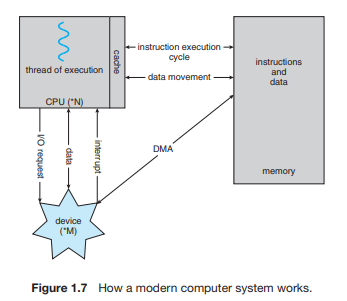 thread of execution
cache
CPU (*N)
instruction execution
cycle
data movement
instructions
and
data
memory
I/O request
data
interrupt
DMA
device
(*M)
Figure 1.7 How a modern computer system works.